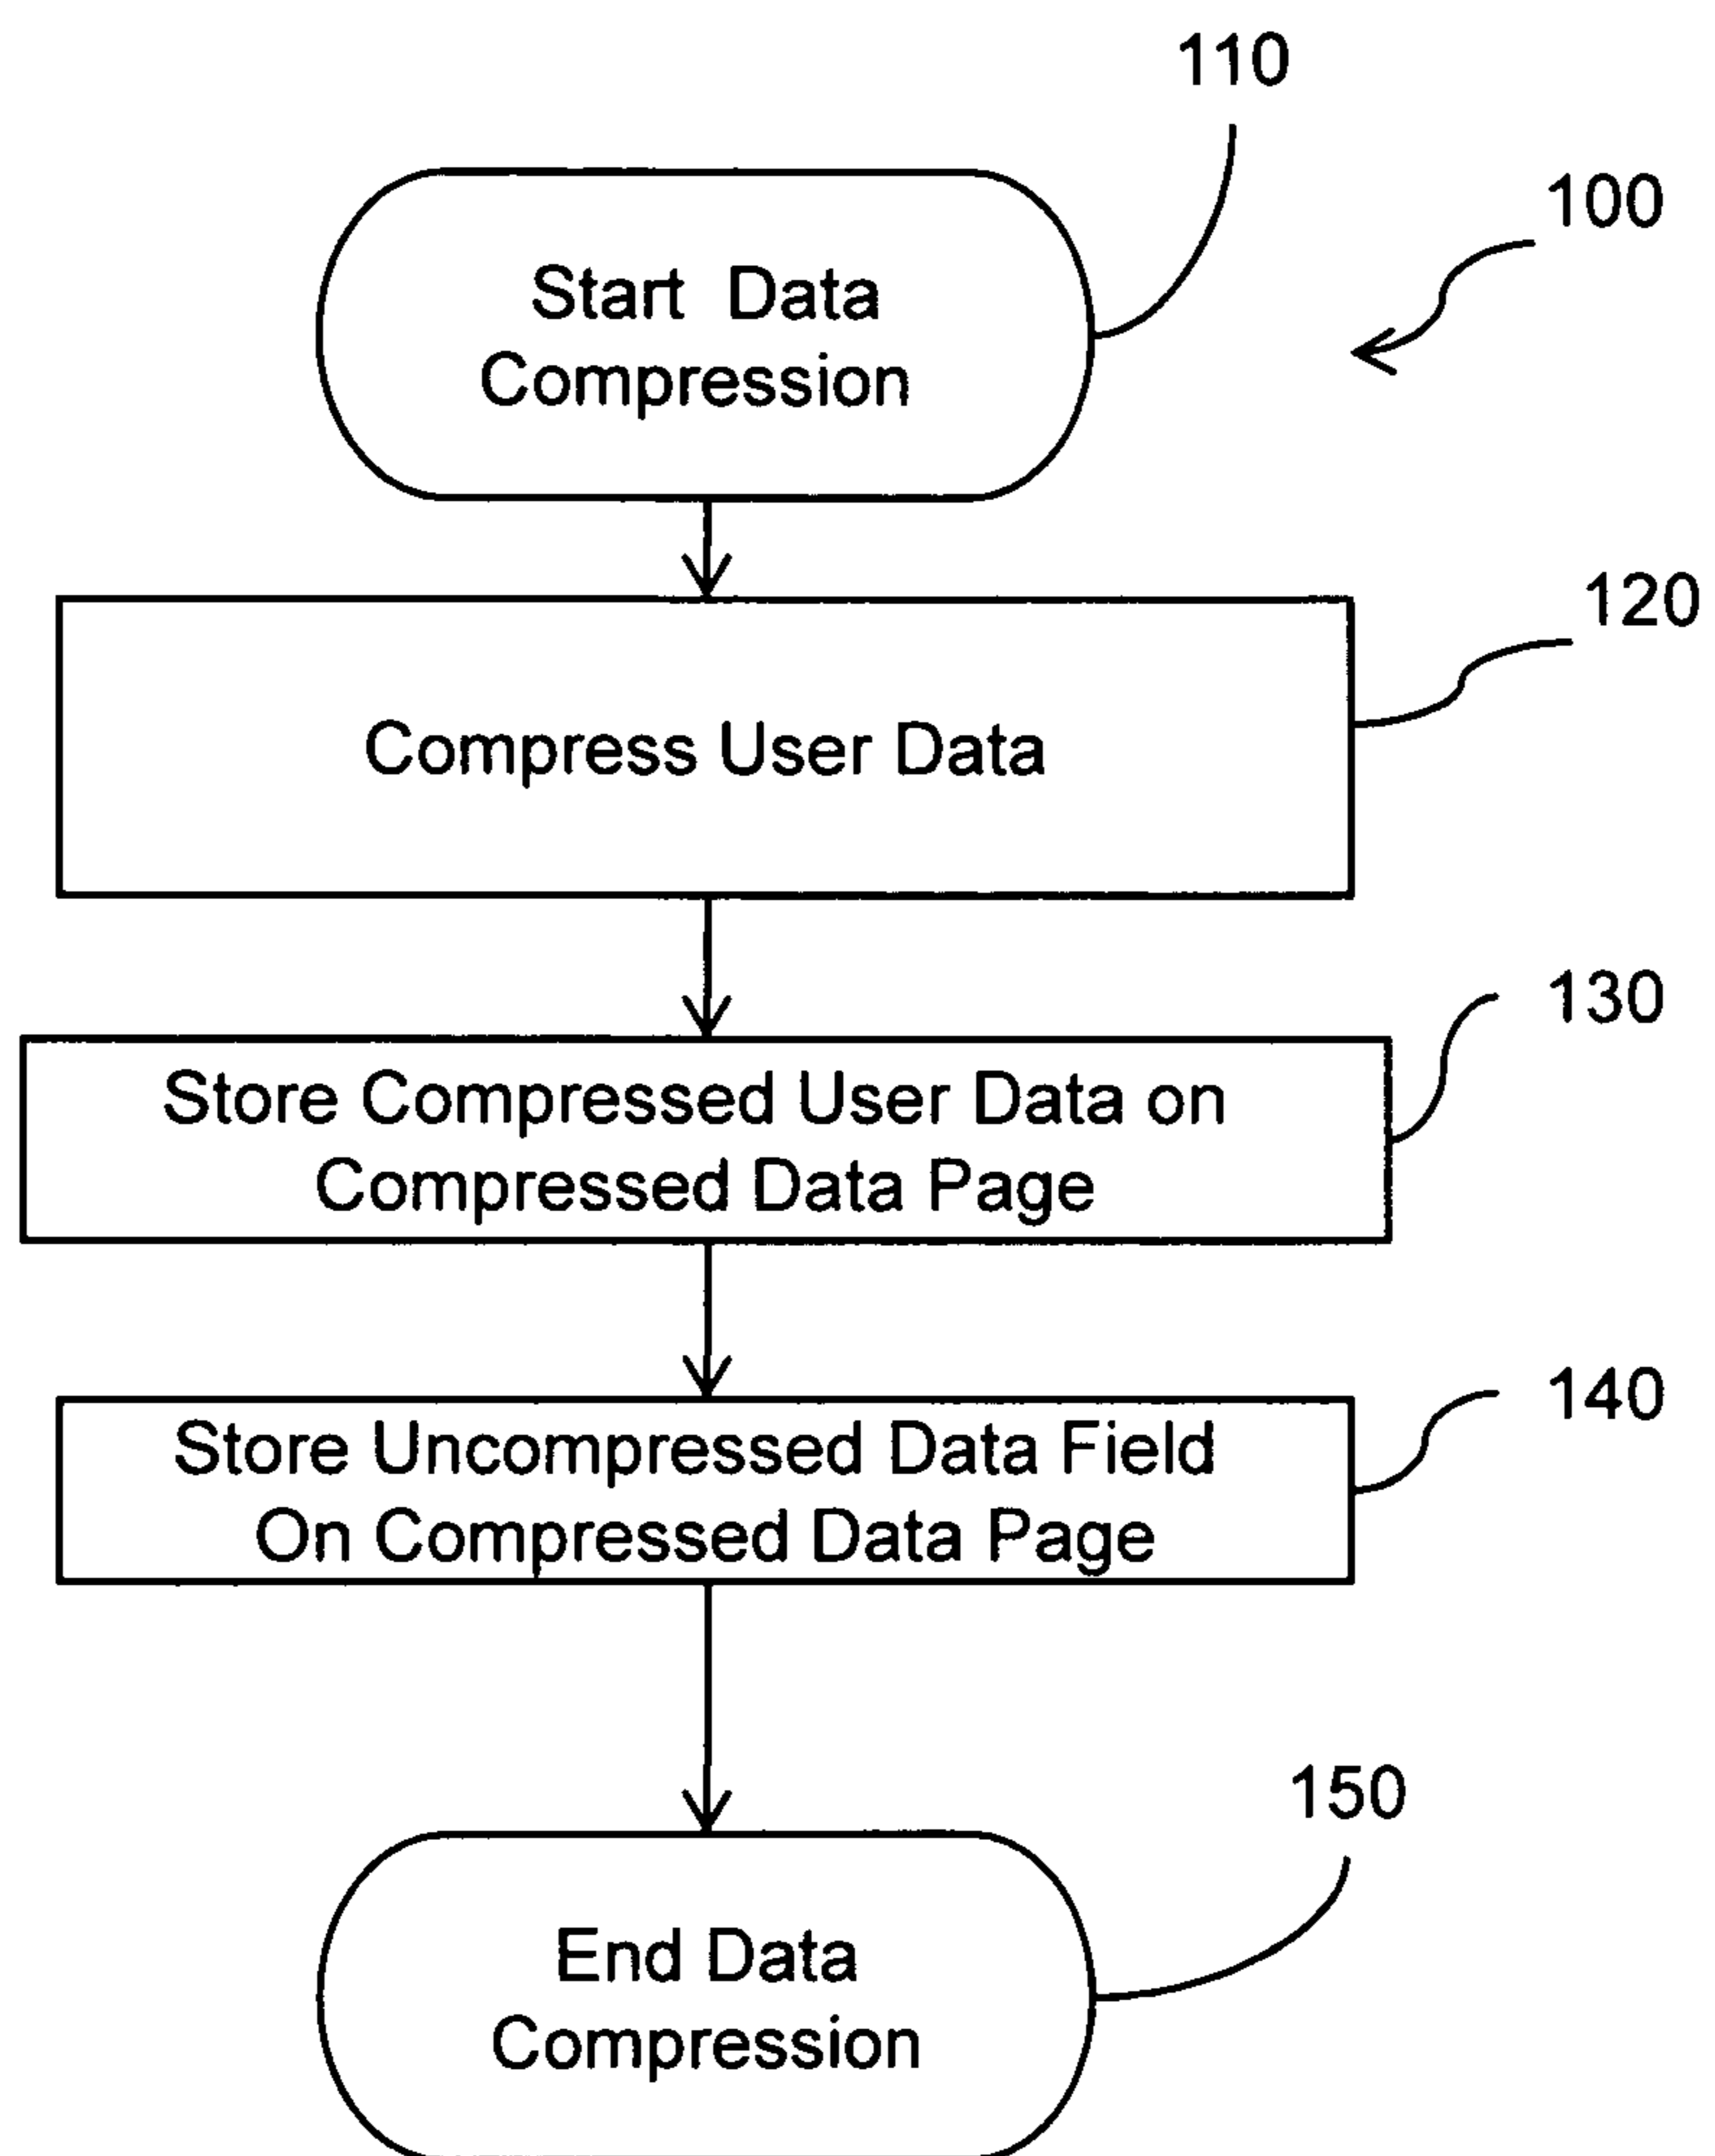 110
100
Start Data
Compression
120
Compress User Data
130
Store Compressed User Data on
Compressed Data Page
140
Store Uncompressed Data Field
On Compressed Data Page
150
End Data
Compression